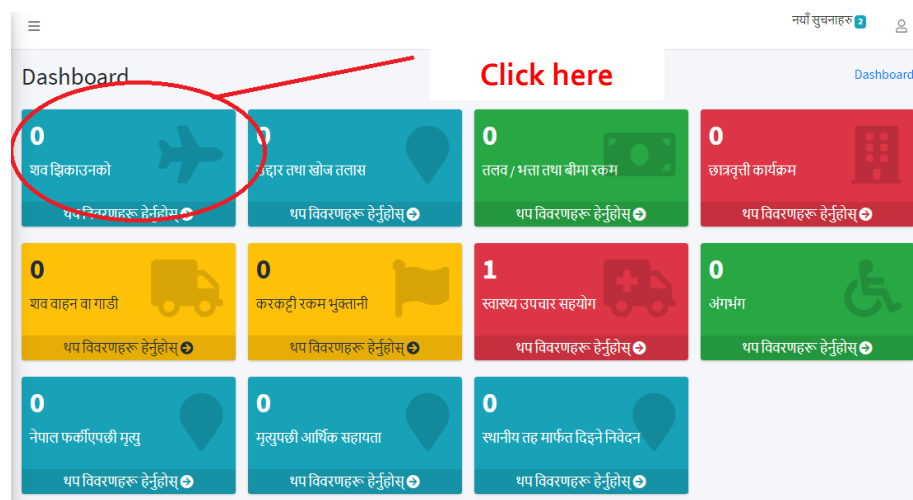 नयाँ सुचनाहरु 2
Dashboard
Click here
Dashboard
0
शव झिकाउनको
थप विवरणहरू हेर्नुहोस्
0
उद्दार तथा खोज तलास
थप विवरणहरू हेर्नुहोस्
0
तलव / भत्ता तथा बीमा रकम
थप विवरणहरू हेर्नुहोस्
0
छात्रवृत्ती कार्यक्रम
थप विवरणहरू हेर्नुहोस्
0
शव वाहन वा गाडी
थप विवरणहरू हेर्नुहोस्
0
करकट्टी रकम भुक्तानी
थप विवरणहरू हेर्नुहोस्
1
स्वास्थ्य उपचार सहयोग
थप विवरणहरू हेर्नुहोस्
0
अंगभंग
थप विवरणहरू हेर्नुहोस्
0
नेपाल फर्कीएपछी मृत्यु
थप विवरणहरू हेर्नुहोस्
0
मृत्युपछी आर्थिक सहायता
थप विवरणहरू हेर्नुहोस्
0
स्थानीय तह मार्फत दिइने निवेदन
थप विवरणहरू हेर्नुहोस्